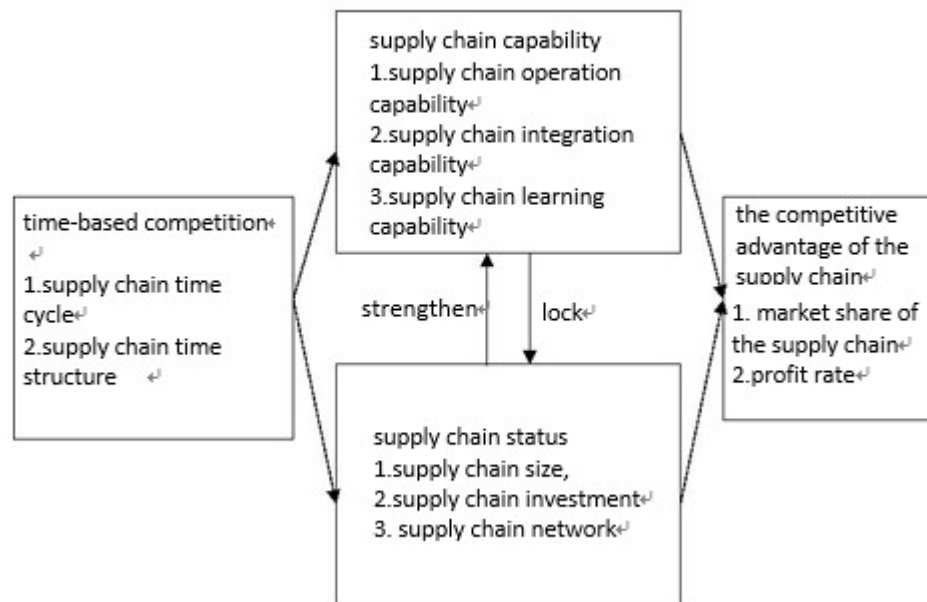 supply chain capability
1.supply chain operation
capability↵
2.supply chain integration
capability↵
3.supply chain learning
capability↵
time-based competition↵
↵
1.supply chain time
cycle↵
2.supply chain time
structure ↵
strengthen↵
lock↵
supply chain status
1.supply chain size,
2.supply chain investment↵
3. supply chain network↵
the competitive
advantage of the
supply chain↵
1. market share of
the supply chain↵
2.profit rate↵